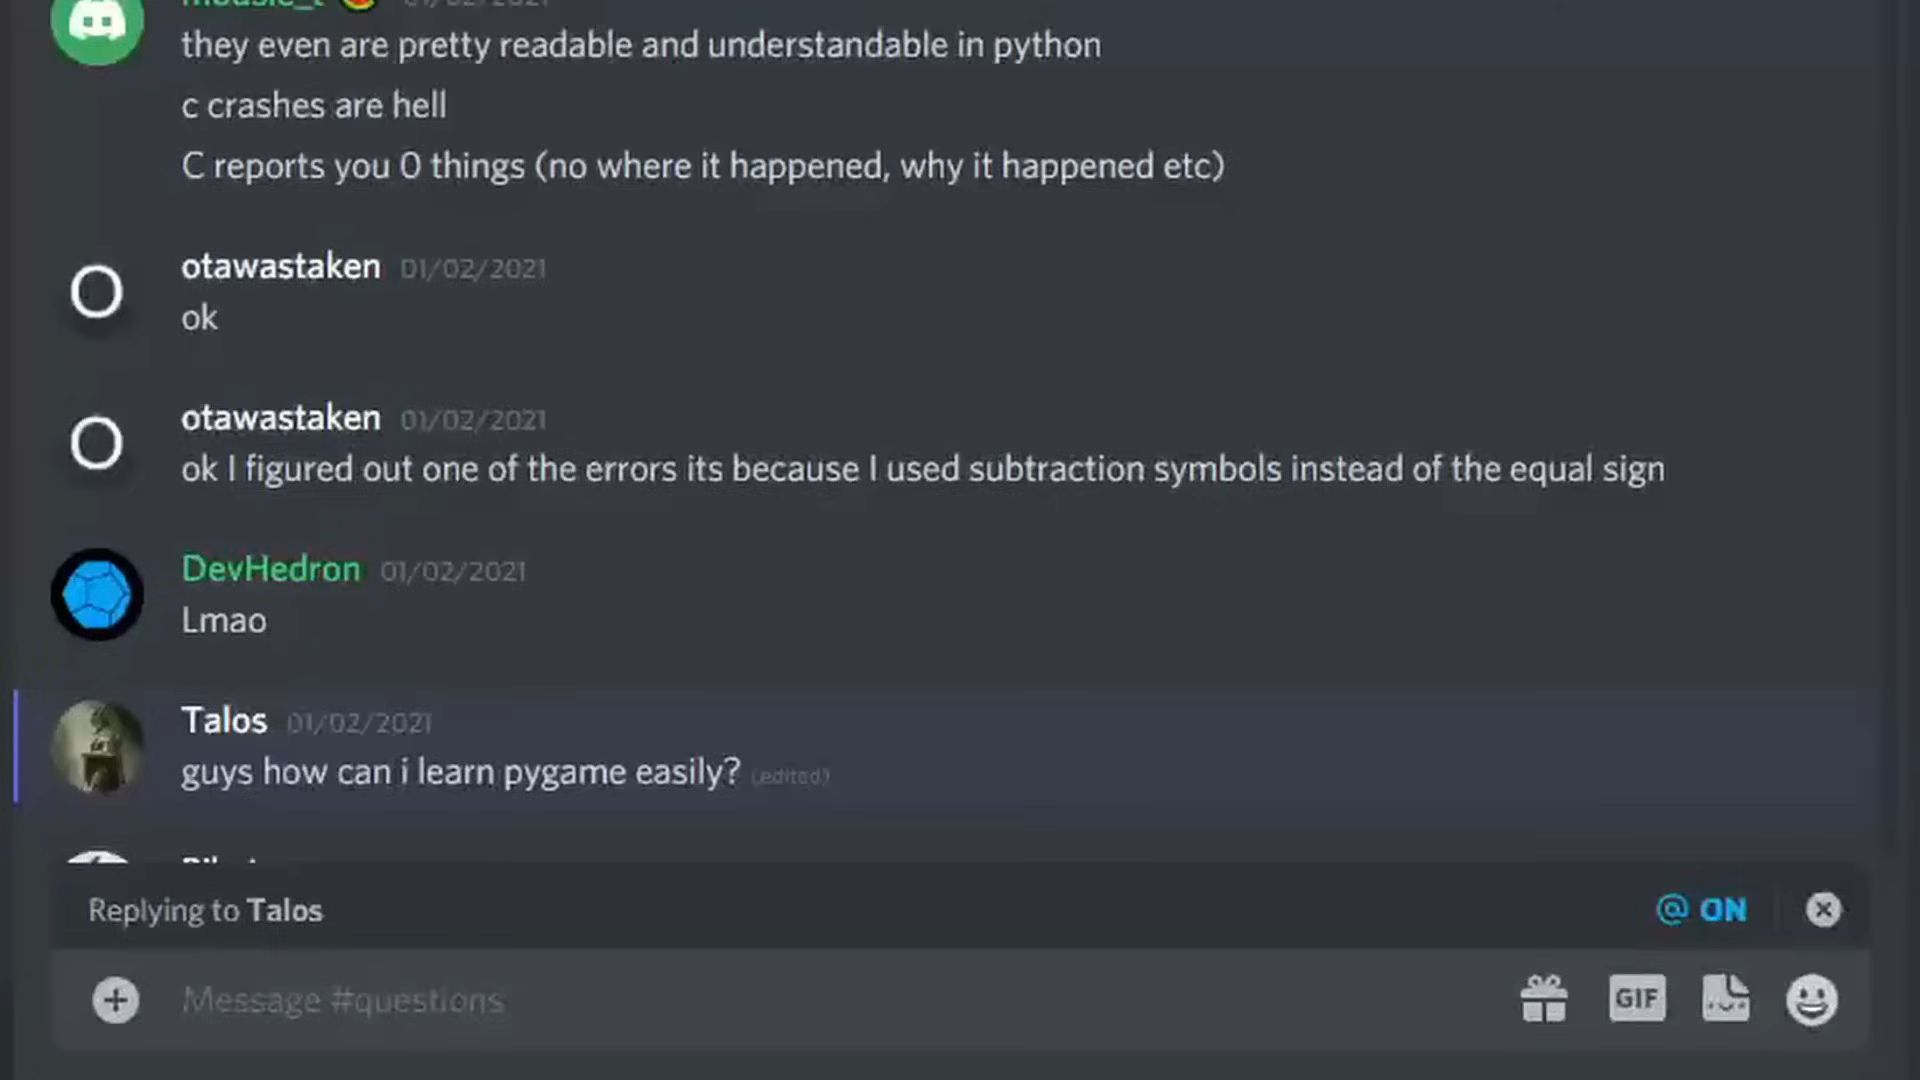 they even are pretty readable and understandable in python
c crashes are hell
C reports you 0 things (no where it happened, why it happened etc)
O
otawastaken 01/02/2021
ok
O
otawastaken 01/02/2021
ok I figured out one of the errors its because I used subtraction symbols instead of the equal sign
DevHedron 01/02/2021
Lmao
Talos 01/02/2021
guys how can i learn pygame easily? (edited)
Replying to Talos
@ ON
Message #questions
GIF